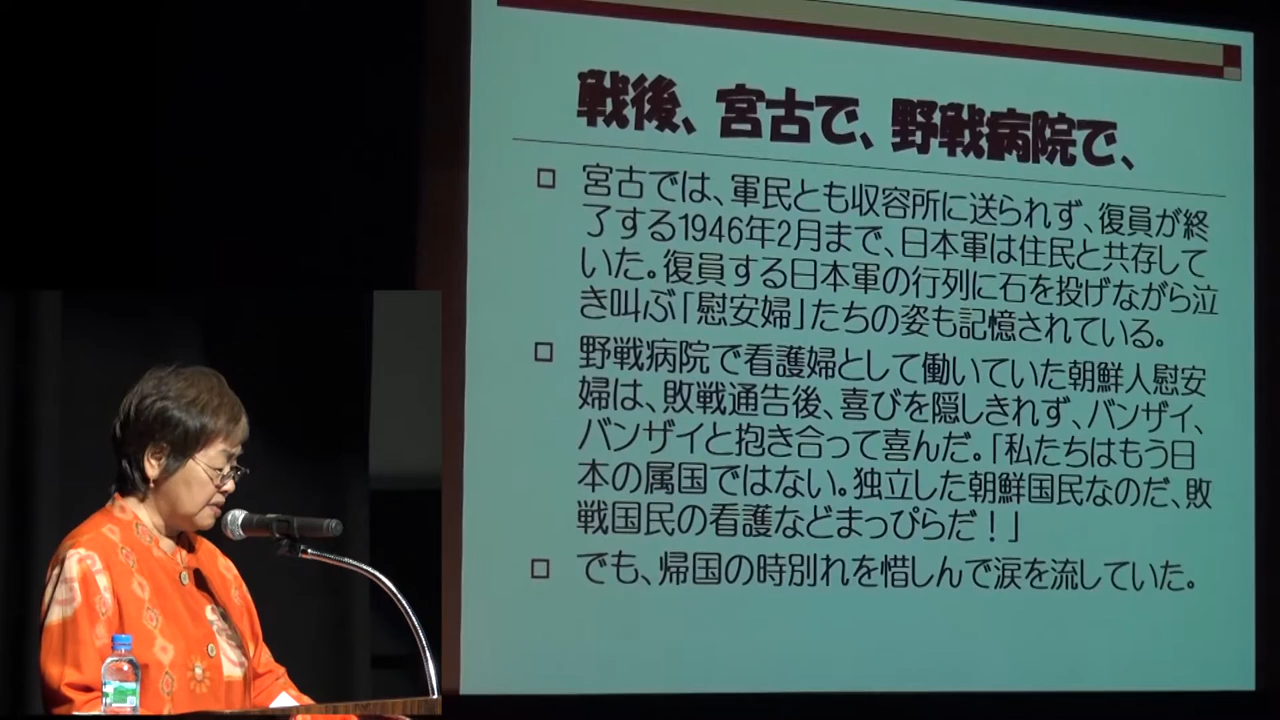 戦後、宮古で、野戦病院で、
□ 宮古では、軍民とも収容所に送られず、復員が終
了する1946年2月まで、日本軍は住民と共存して
いた。復員する日本軍の行列に石を投げながら泣
き叫ぶ「慰安婦」たちの姿も記憶されている。
□ 野戦病院で看護婦として働いていた朝鮮人慰安
婦は、敗戦通告後、喜びを隠しきれず、バンザイ、
バンザイと抱き合って喜んだ。「私たちはもう日
本の属国ではない。独立した朝鮮国民なのだ、敗
戦国民の看護などまっぴらだ！」
□ でも、帰国の時別れを惜しんで涙を流していた。